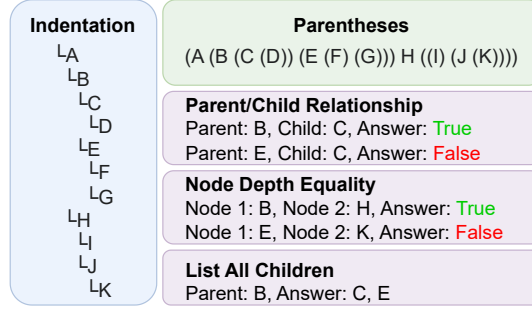 Indentation
└A
└B
└C
└D
└E
└F
└G
└H
└I
└J
└K
Parentheses
(A (B (C (D)) (E (F) (G))) H ((I) (J (K))))
Parent/Child Relationship
Parent: B, Child: C, Answer: True
Parent: E, Child: C, Answer: False
Node Depth Equality
Node 1: B, Node 2: H, Answer: True
Node 1: E, Node 2: K, Answer: False
List All Children
Parent: B, Answer: C, E